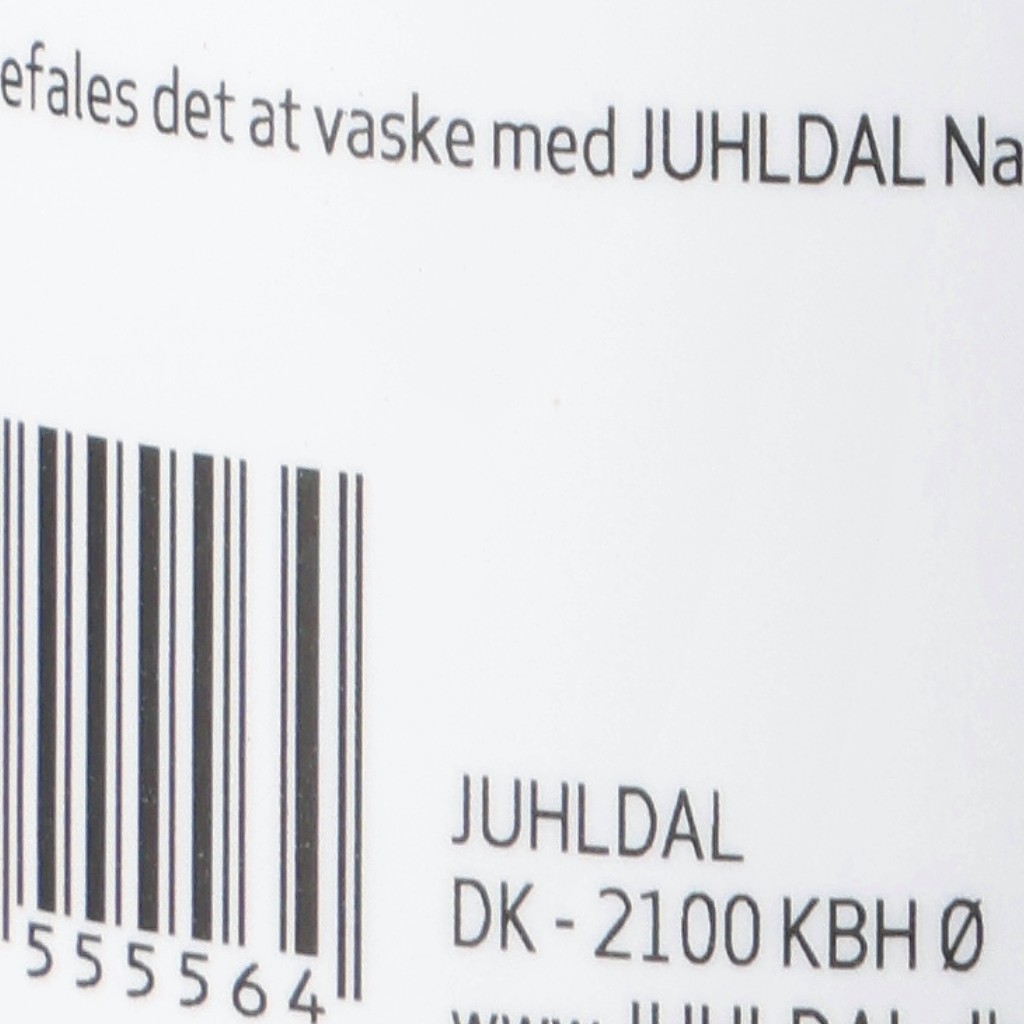 efales det at vaske med JUHLDAL Na
555564
JUHLDAL
DK - 2100 KBH Ø